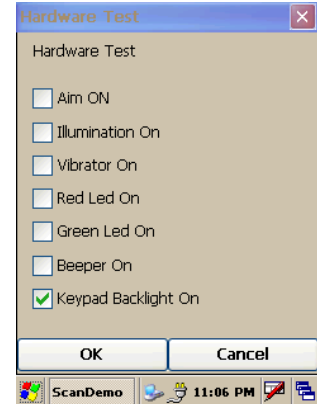 Hardware Test
Hardware Test
Aim ON
Illumination On
Vibrator On
Red Led On
Green Led On
Beeper On
Keypad Backlight On
OK Cancel
ScanDemo 11:06 PM